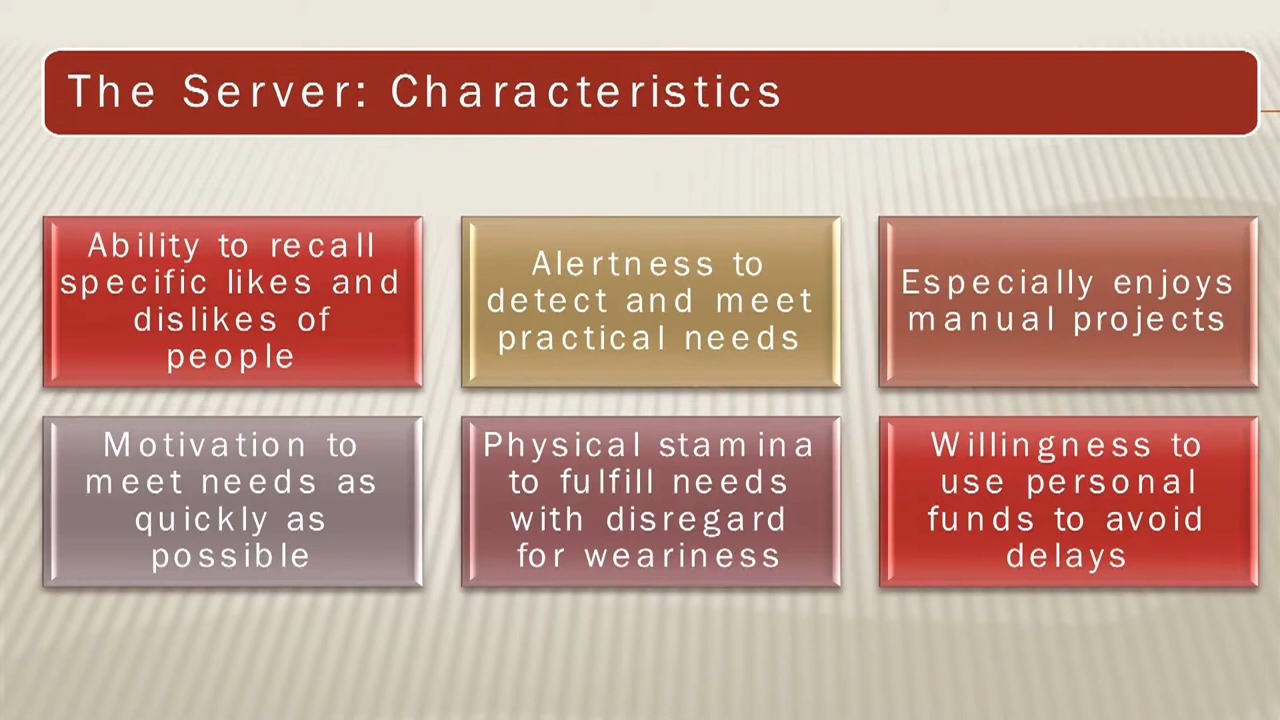 The Server: Characteristics
Ability to recall
specific likes and
dislikes of
people
Alertness to
detect and meet
practical needs
Especially enjoys
manual projects
Motivation to
meet needs as
quickly as
possible
Physical stamina
to fulfill needs
with disregard
for weariness
Willingness to
use personal
funds to avoid
delays